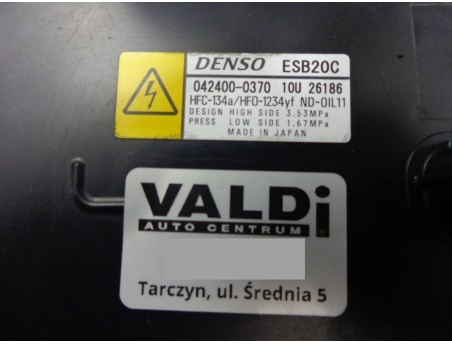 DENSO ESB20C
042400-0370 10U 26186
HFC-134a/HFO-1234yf ND-OIL11
DESIGN HIGH SIDE 3.53MPa
PRESS LOW SIDE 1.67MPa
MADE IN JAPAN
VALDi
AUTO CENTRUM
Tarczyn, ul. Średnia 5